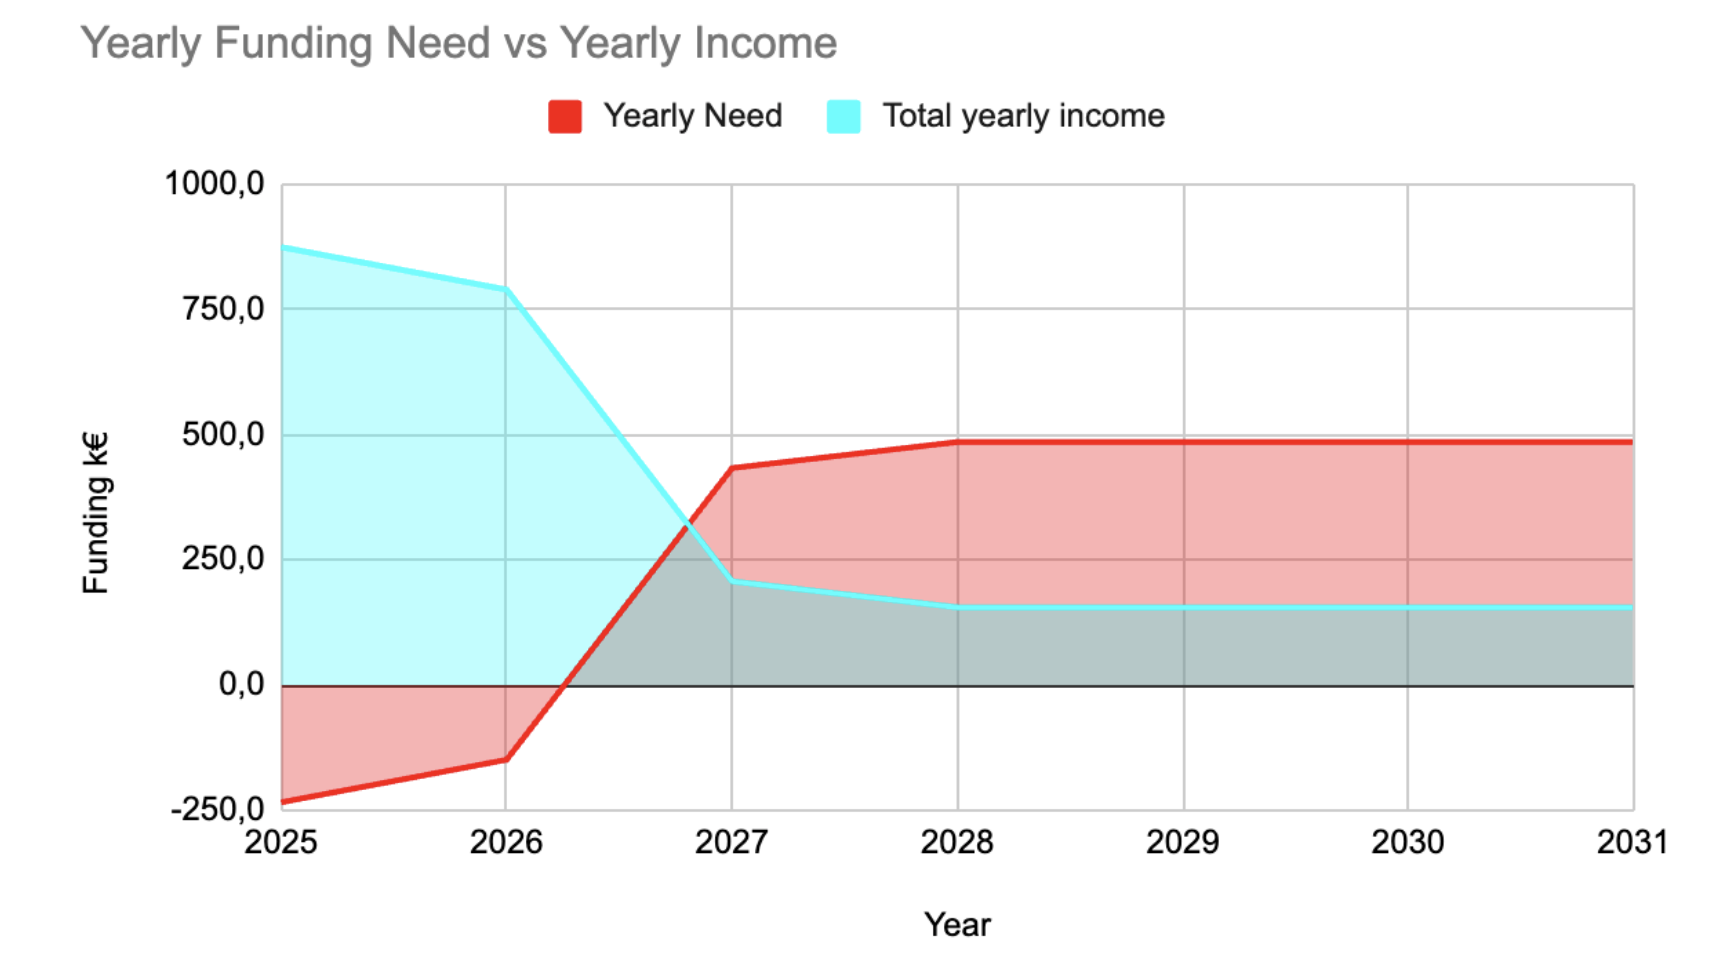 Yearly Funding Need vs Yearly Income
Yearly Need Total yearly income
1000,0
750,0
500,0
250,0
0,0
-250,0
Funding k€
2025 2026 2027 2028 2029 2030 2031
Year